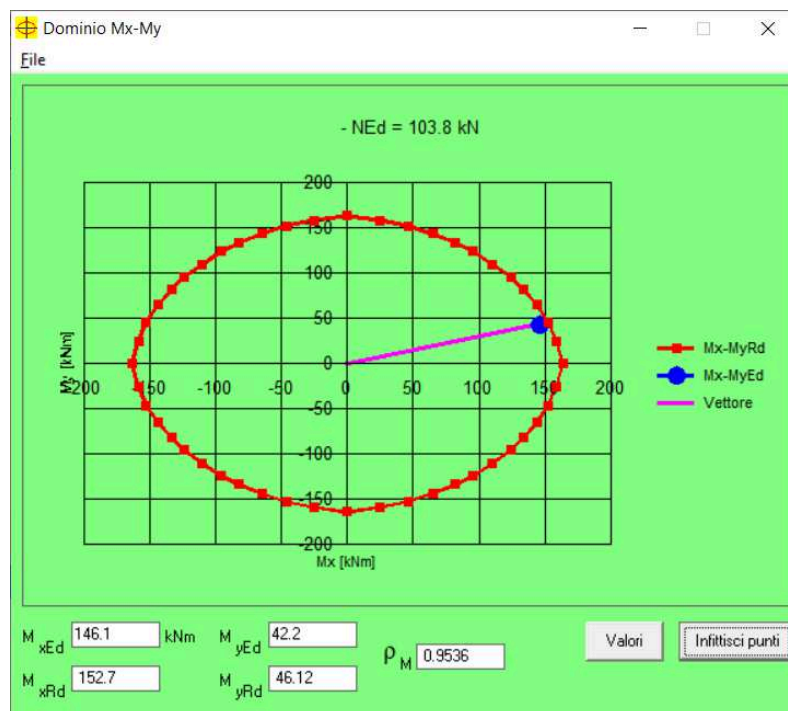 Dominio Mx-My
File
- NEd = 103.8 kN
200
150
100
50
0
-200 -150 -100 -50 0 50 100 150 200
-50
-100
-150
-200
My [kNm]
Mx [kNm]
Mx-MyRd
Mx-MyEd
Vettore
M xEd 146.1 kNm M yEd 42.2
ρ M 0.9536
Valori Infittisci punti
M xRd 152.7 M yRd 46.12